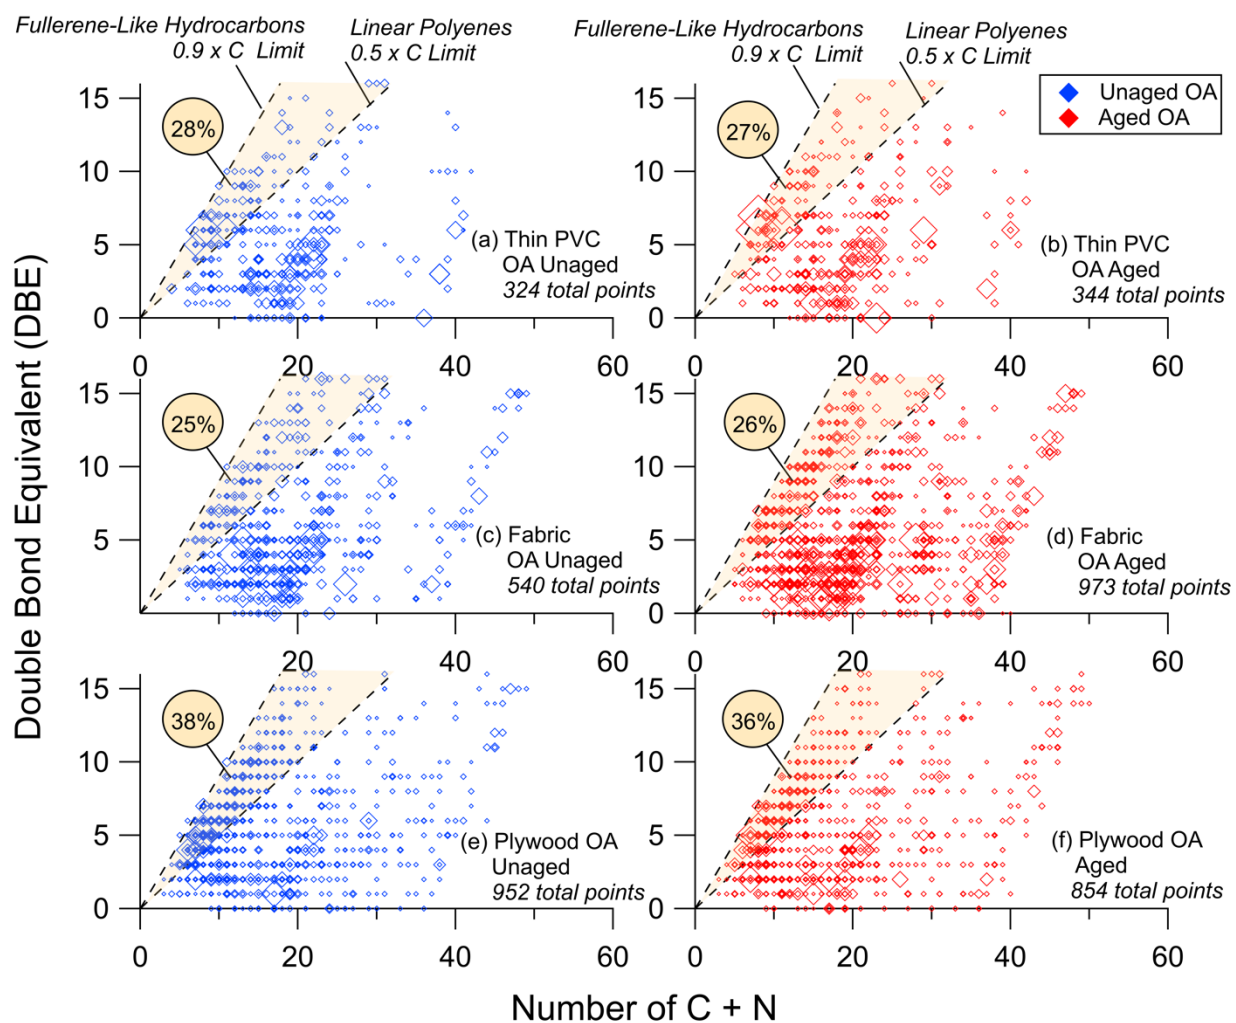 Fullerene-Like Hydrocarbons
0.9 x C Limit
Linear Polyenes
0.5 x C Limit
Fullerene-Like Hydrocarbons
0.9 x C Limit
Linear Polyenes
0.5 x C Limit
Unaged OA
Aged OA
Double Bond Equivalent (DBE)
15
10
5
0
28%
(a) Thin PVC
OA Unaged
324 total points
0 20 40 60
15
10
5
0
27%
(b) Thin PVC
OA Aged
344 total points
0 20 40 60
15
10
5
25%
(c) Fabric
OA Unaged
540 total points
20 40 60
15
10
5
0
26%
(d) Fabric
OA Aged
973 total points
0 20 40 60
15
10
5
0
38%
(e) Plywood OA
Unaged
952 total points
0 20 40 60
15
10
5
0
36%
(f) Plywood OA
Aged
854 total points
0 20 40 60
Number of C + N